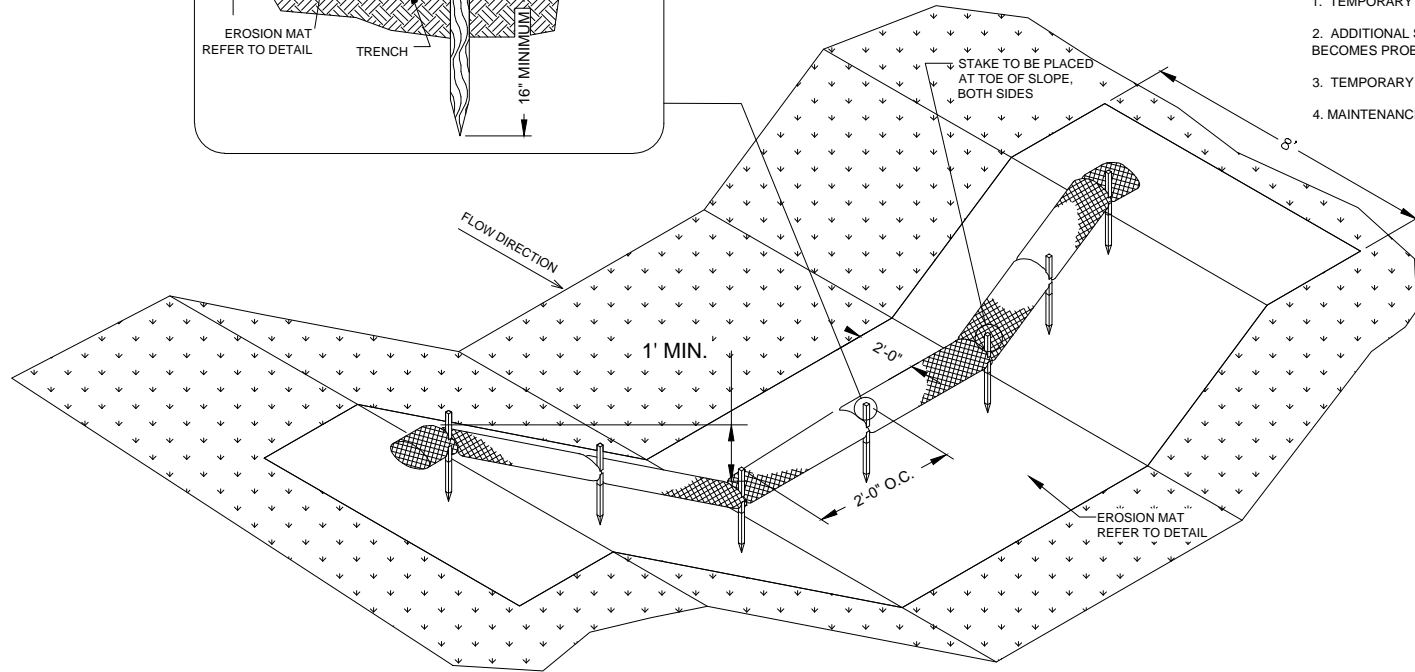 EROSION MAT
REFER TO DETAIL
TRENCH
16" MINIMUM
1. TEMPORARY
2. ADDITIONAL
BECOMES
3. TEMPORARY
4.
STAKE TO BE PLACED
AT TOE OF SLOPE,
BOTH SIDES
8'
FLOW DIRECTION
1' MIN.
2'-0"
2'-0" O.C.
EROSION MAT
REFER TO DETAIL